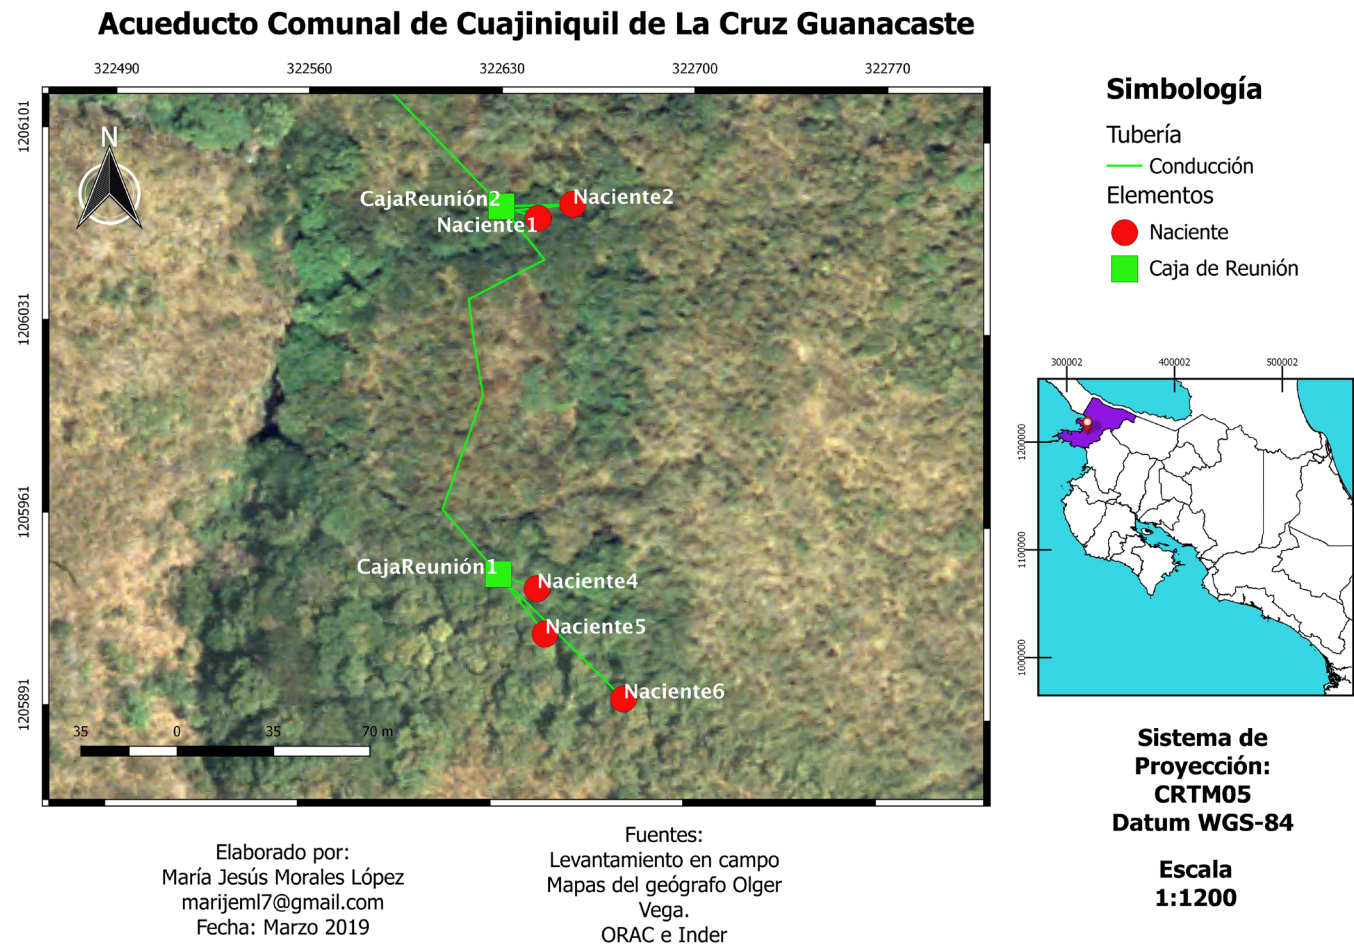 Acueducto Comunal de Cuajiniquil de La Cruz Guanacaste
322490 322560 322630 322700 322770
1206101
1206031
1205961
1205891
N
CajaReunión2
Naciente2
Naciente1
CajaReunión1
Naciente4
Naciente5
Naciente6
35 0 35 70 m
Simbología
Tubería
Conducción
Elementos
Naciente
Caja de Reunión
300002 400002 500002
1200000
1100000
1000000
Sistema de
Proyección:
CRTM05
Datum WGS-84
Escala
1:1200
Elaborado por:
María Jesús Morales López
marijeml7@gmail.com
Fecha: Marzo 2019
Fuentes:
Levantamiento en campo
Mapas del geógrafo Olger
Vega.
ORAC e Inder